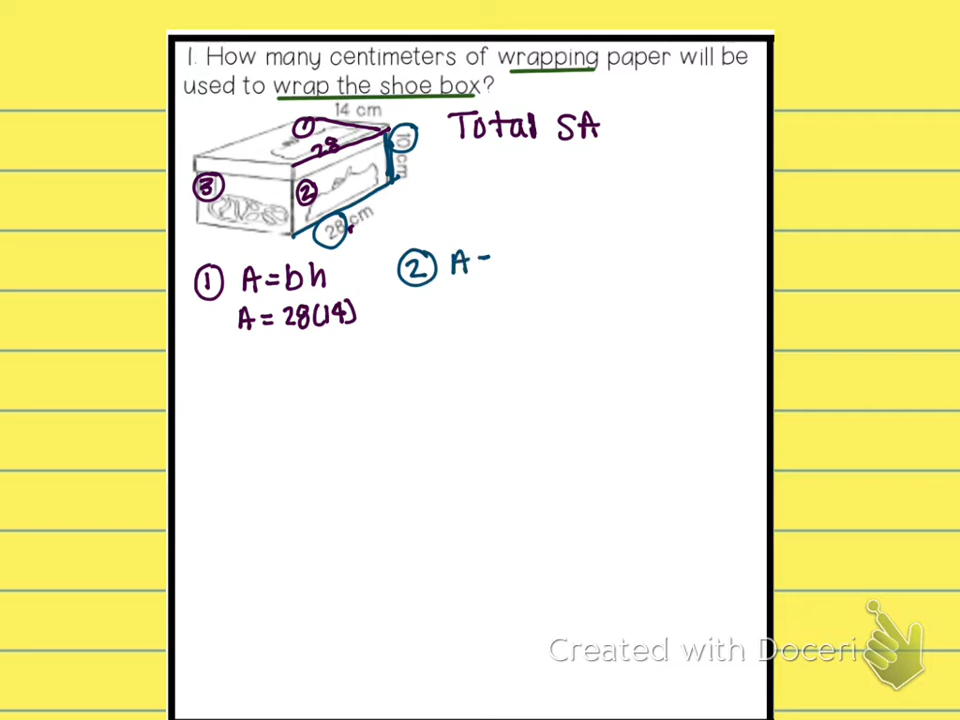 1. How many centimeters of wrapping paper will be
used to wrap the shoe box?
14 cm
Total SA
1
28
10 cm
3
2
28 cm
1 A = bh
A = 28(14)
2 A -
Created with Doceri